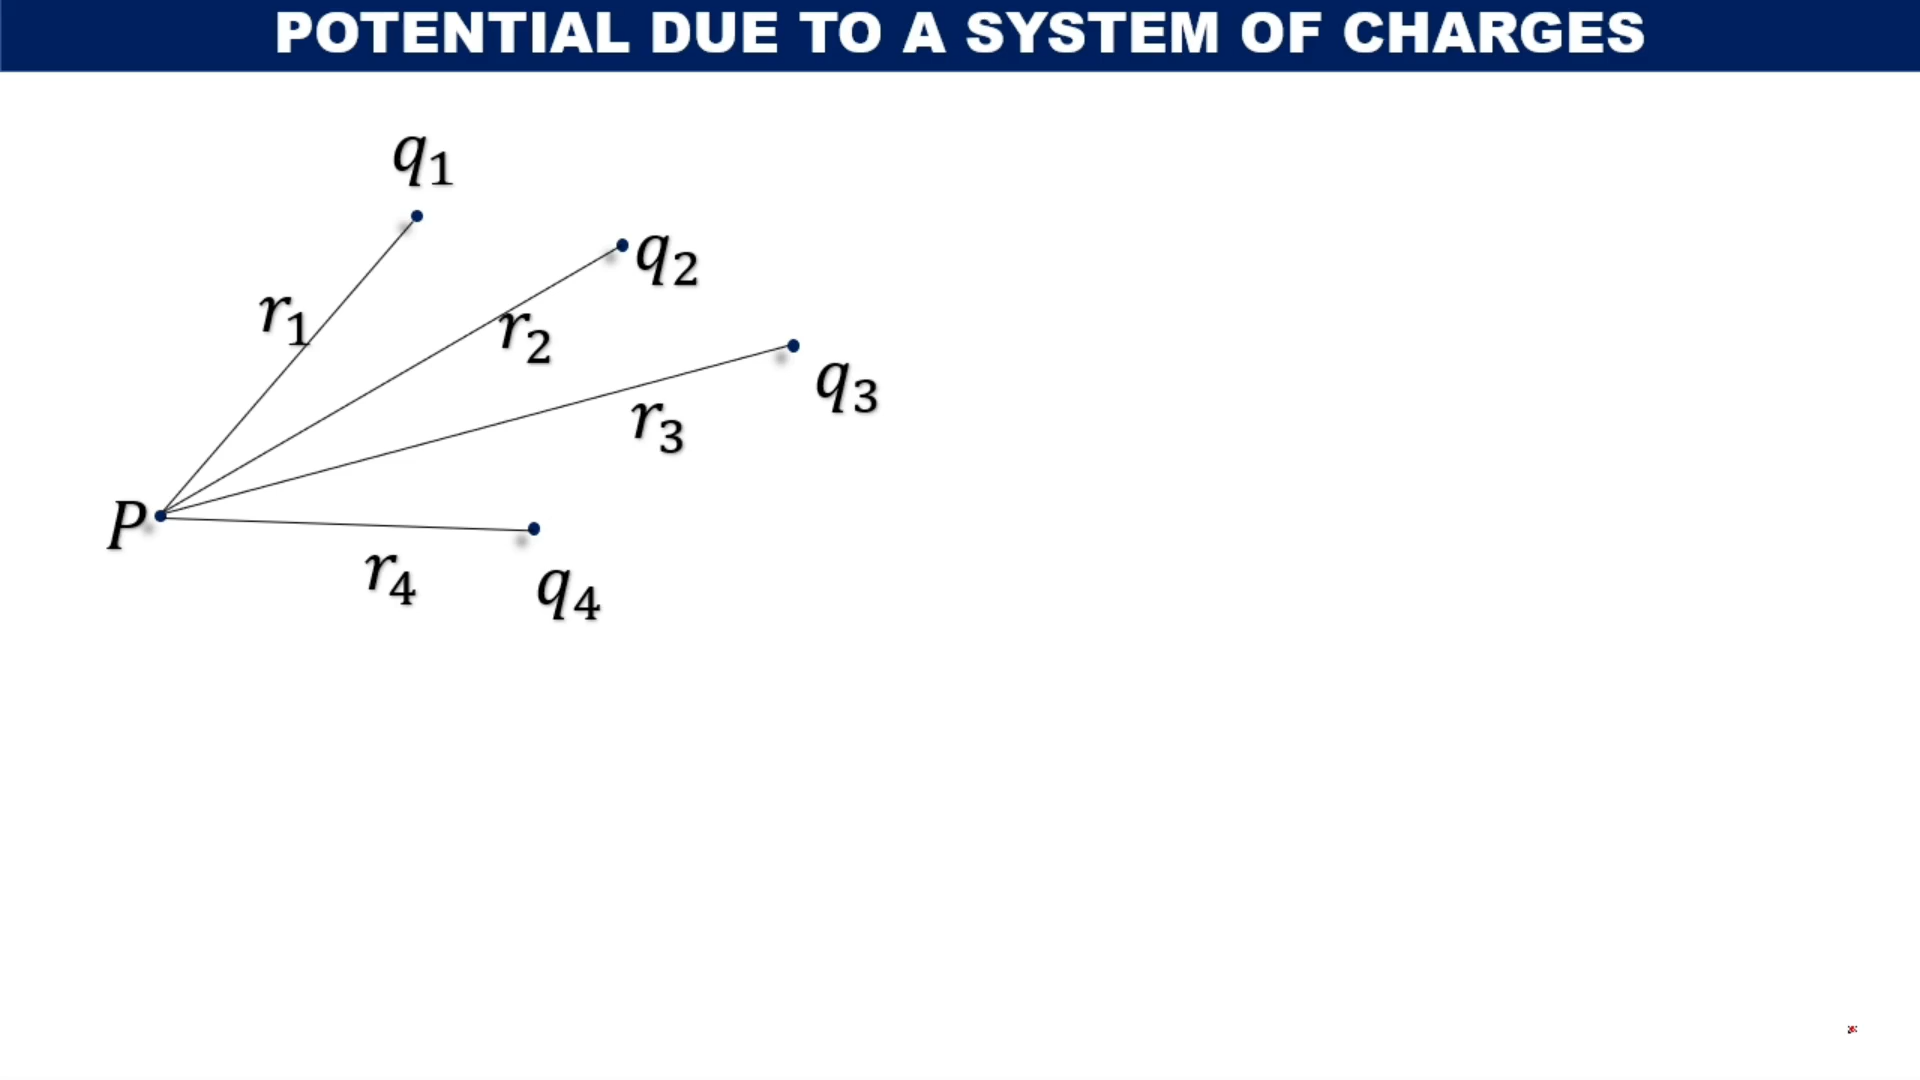 POTENTIAL DUE TO A SYSTEM OF CHARGES
q₁
q₂
r₁
r₂
q₃
r₃
P
r₄
q₄